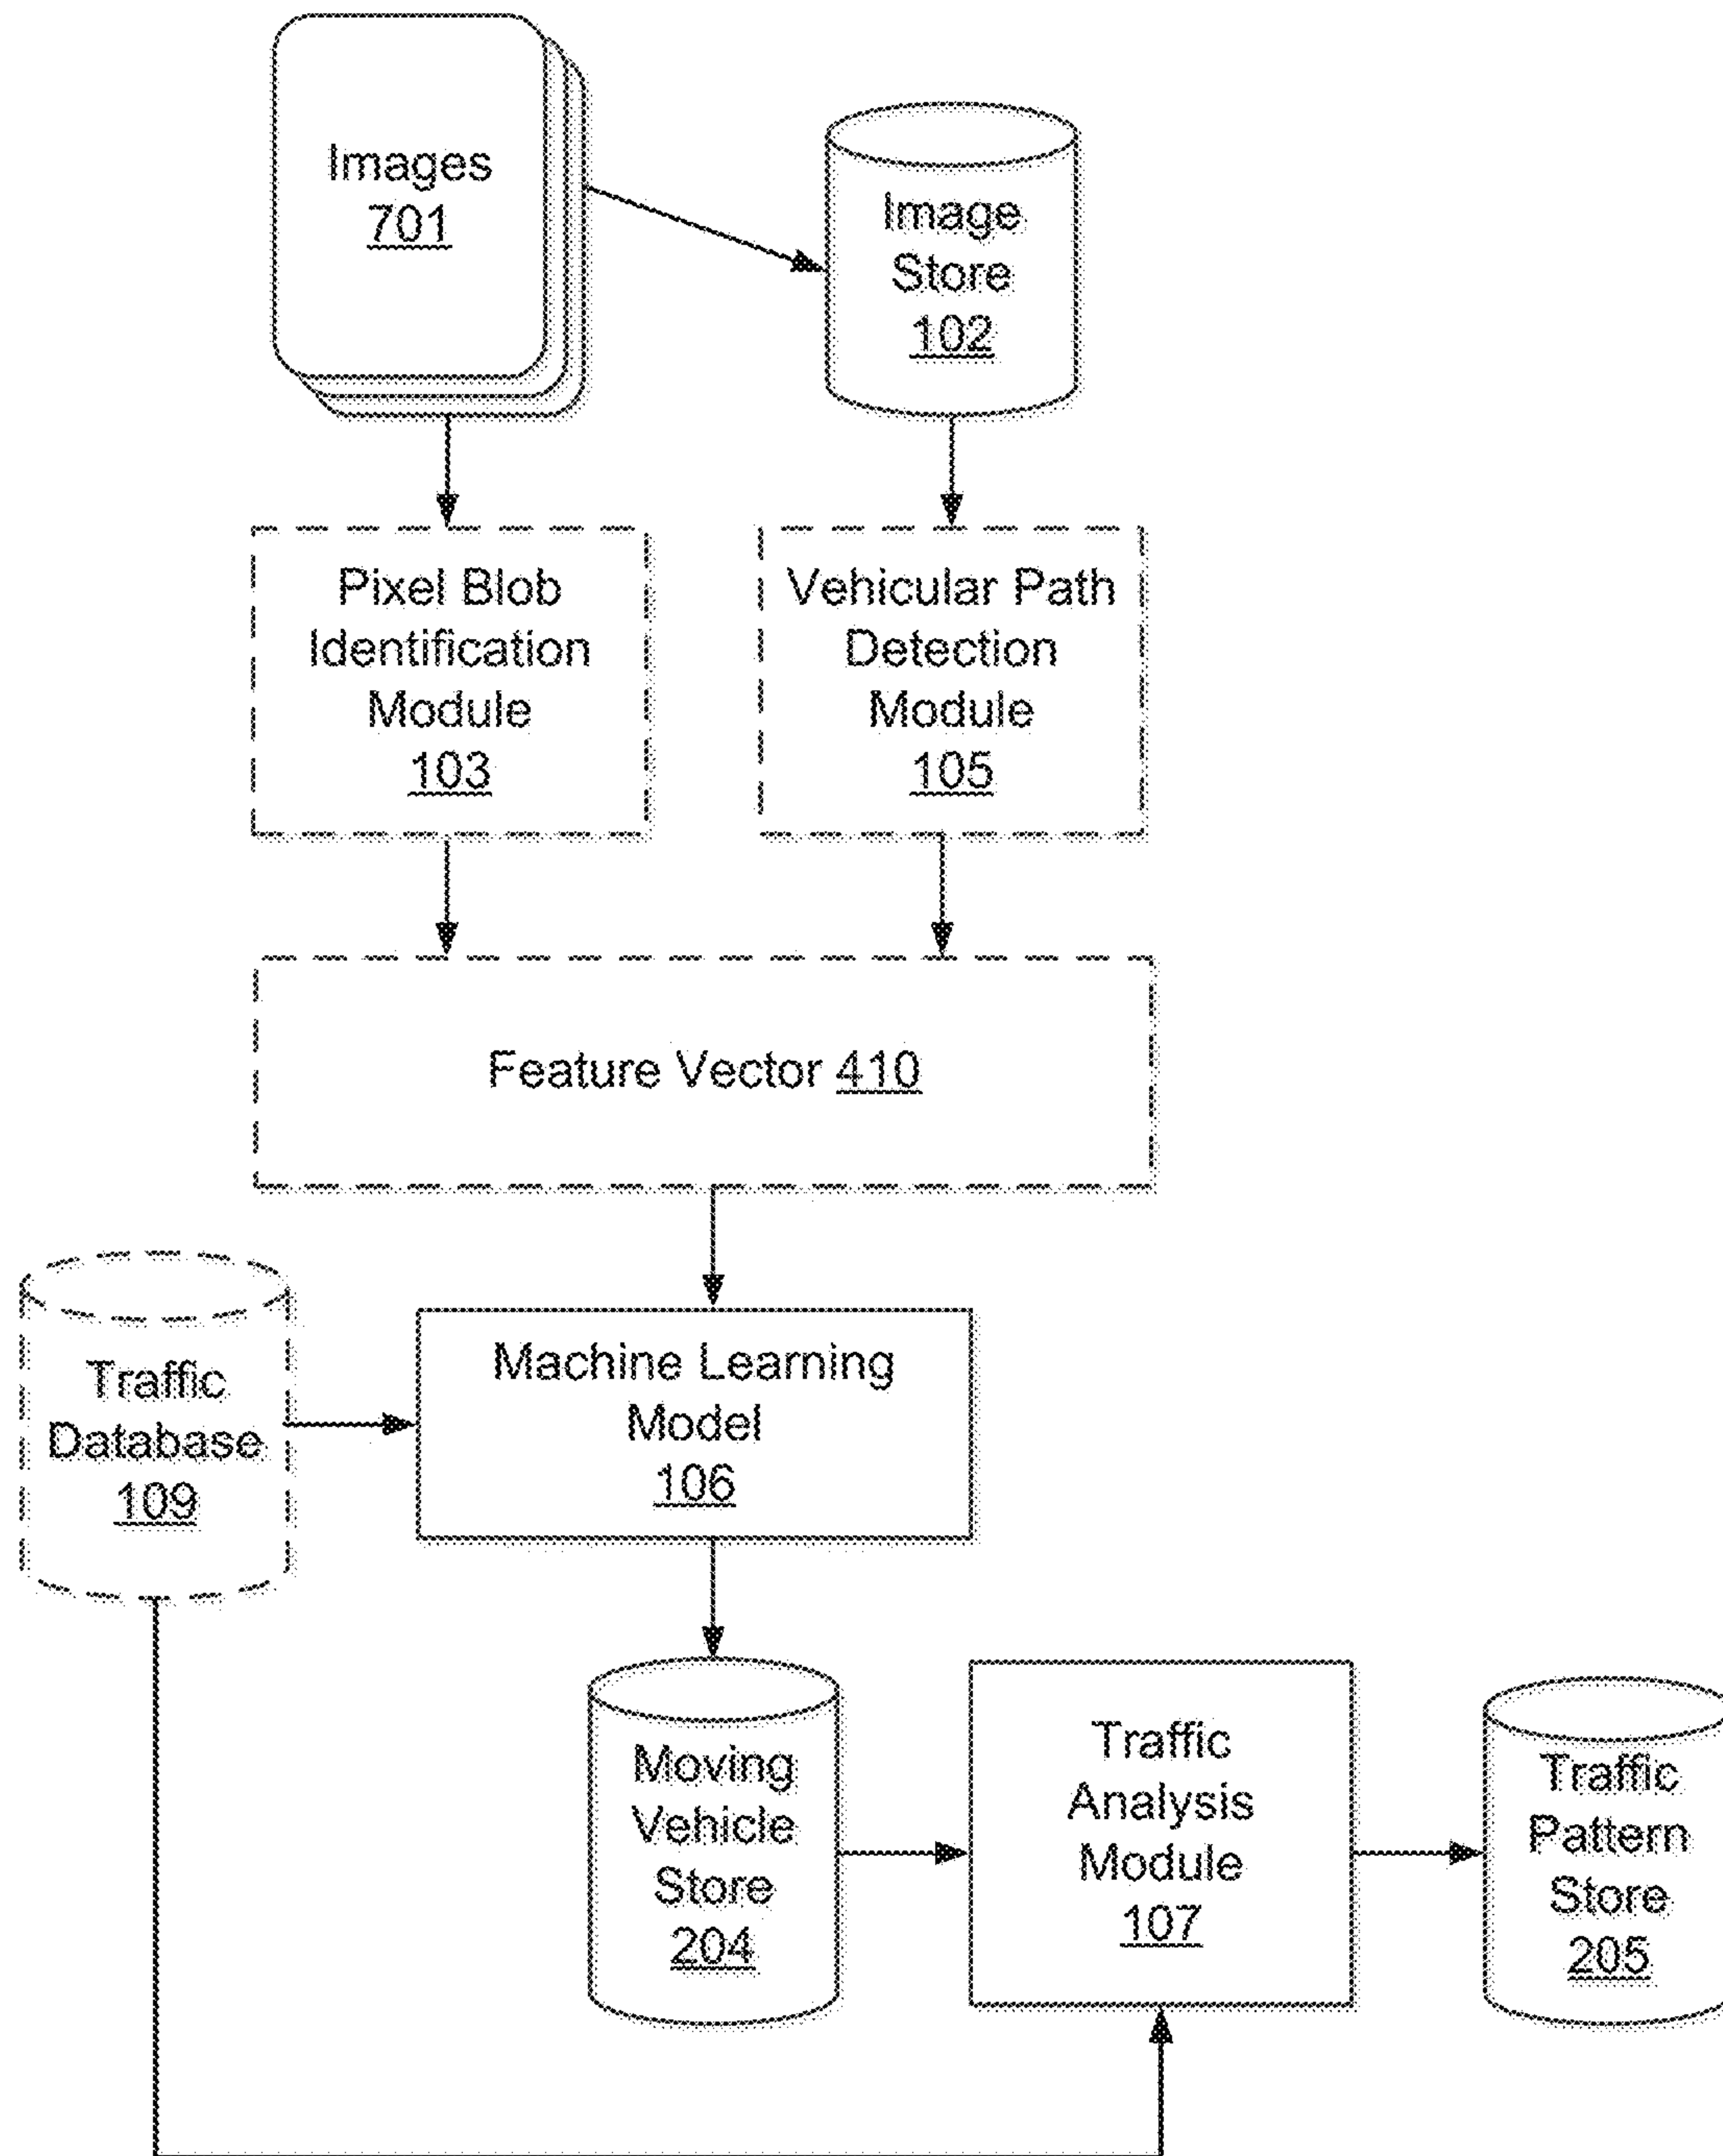 Images
701
Image
Store
102
Pixel Blob
Identification
Module
103
Vehicular Path
Detection
Module
105
Feature Vector 410
Traffic
Database
109
Machine Learning
Model
106
Moving
Vehicle
Store
204
Traffic
Analysis
Module
107
Traffic
Pattern
Store
205